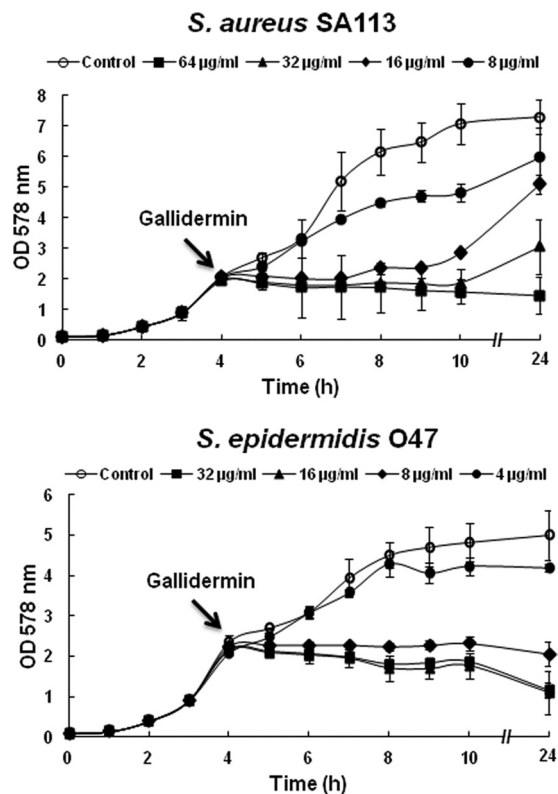 S. aureus SA113
Control 64 µg/ml 32 µg/ml 16 µg/ml 8 µg/ml
8
7
6
5
4
3
2
1
0
OD 578 nm
Gallidermin
0 2 4 6 8 10 // 24
Time (h)
S. epidermidis O47
Control 32 µg/ml 16 µg/ml 8 µg/ml 4 µg/ml
6
5
4
3
2
1
0
OD 578 nm
Gallidermin
0 2 4 6 8 10 // 24
Time (h)